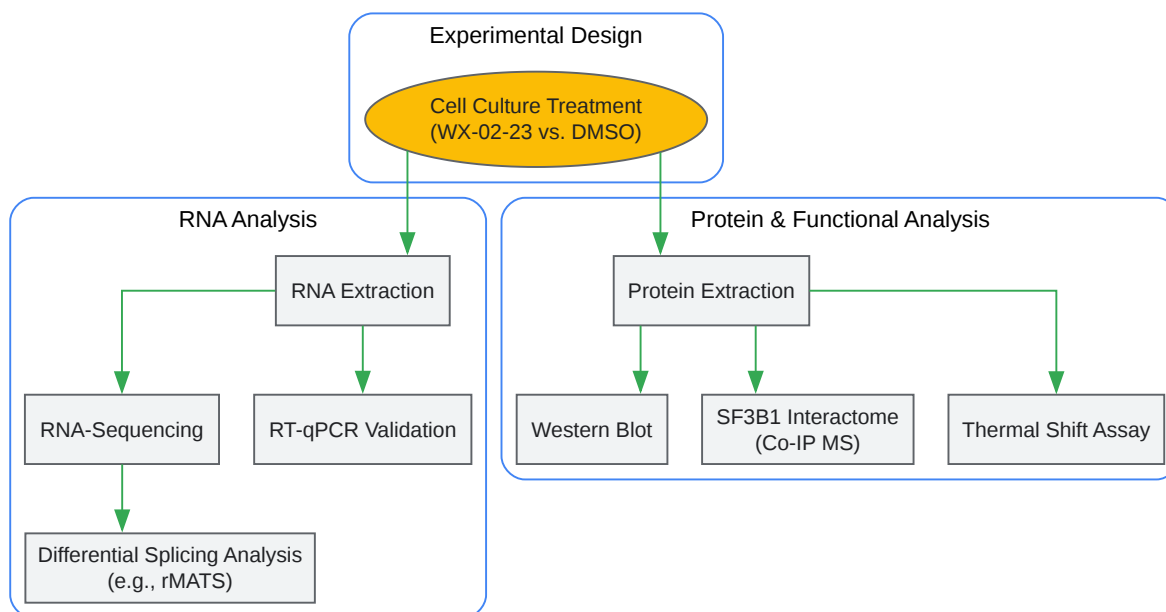 Experimental Design
Cell Culture Treatment
(WX-02-23 vs. DMSO)
RNA Analysis
RNA Extraction
RNA-Sequencing
RT-qPCR Validation
Differential Splicing Analysis
(e.g., rMATS)
Protein & Functional Analysis
Protein Extraction
Western Blot
SF3B1 Interactome
(Co-IP MS)
Thermal Shift Assay